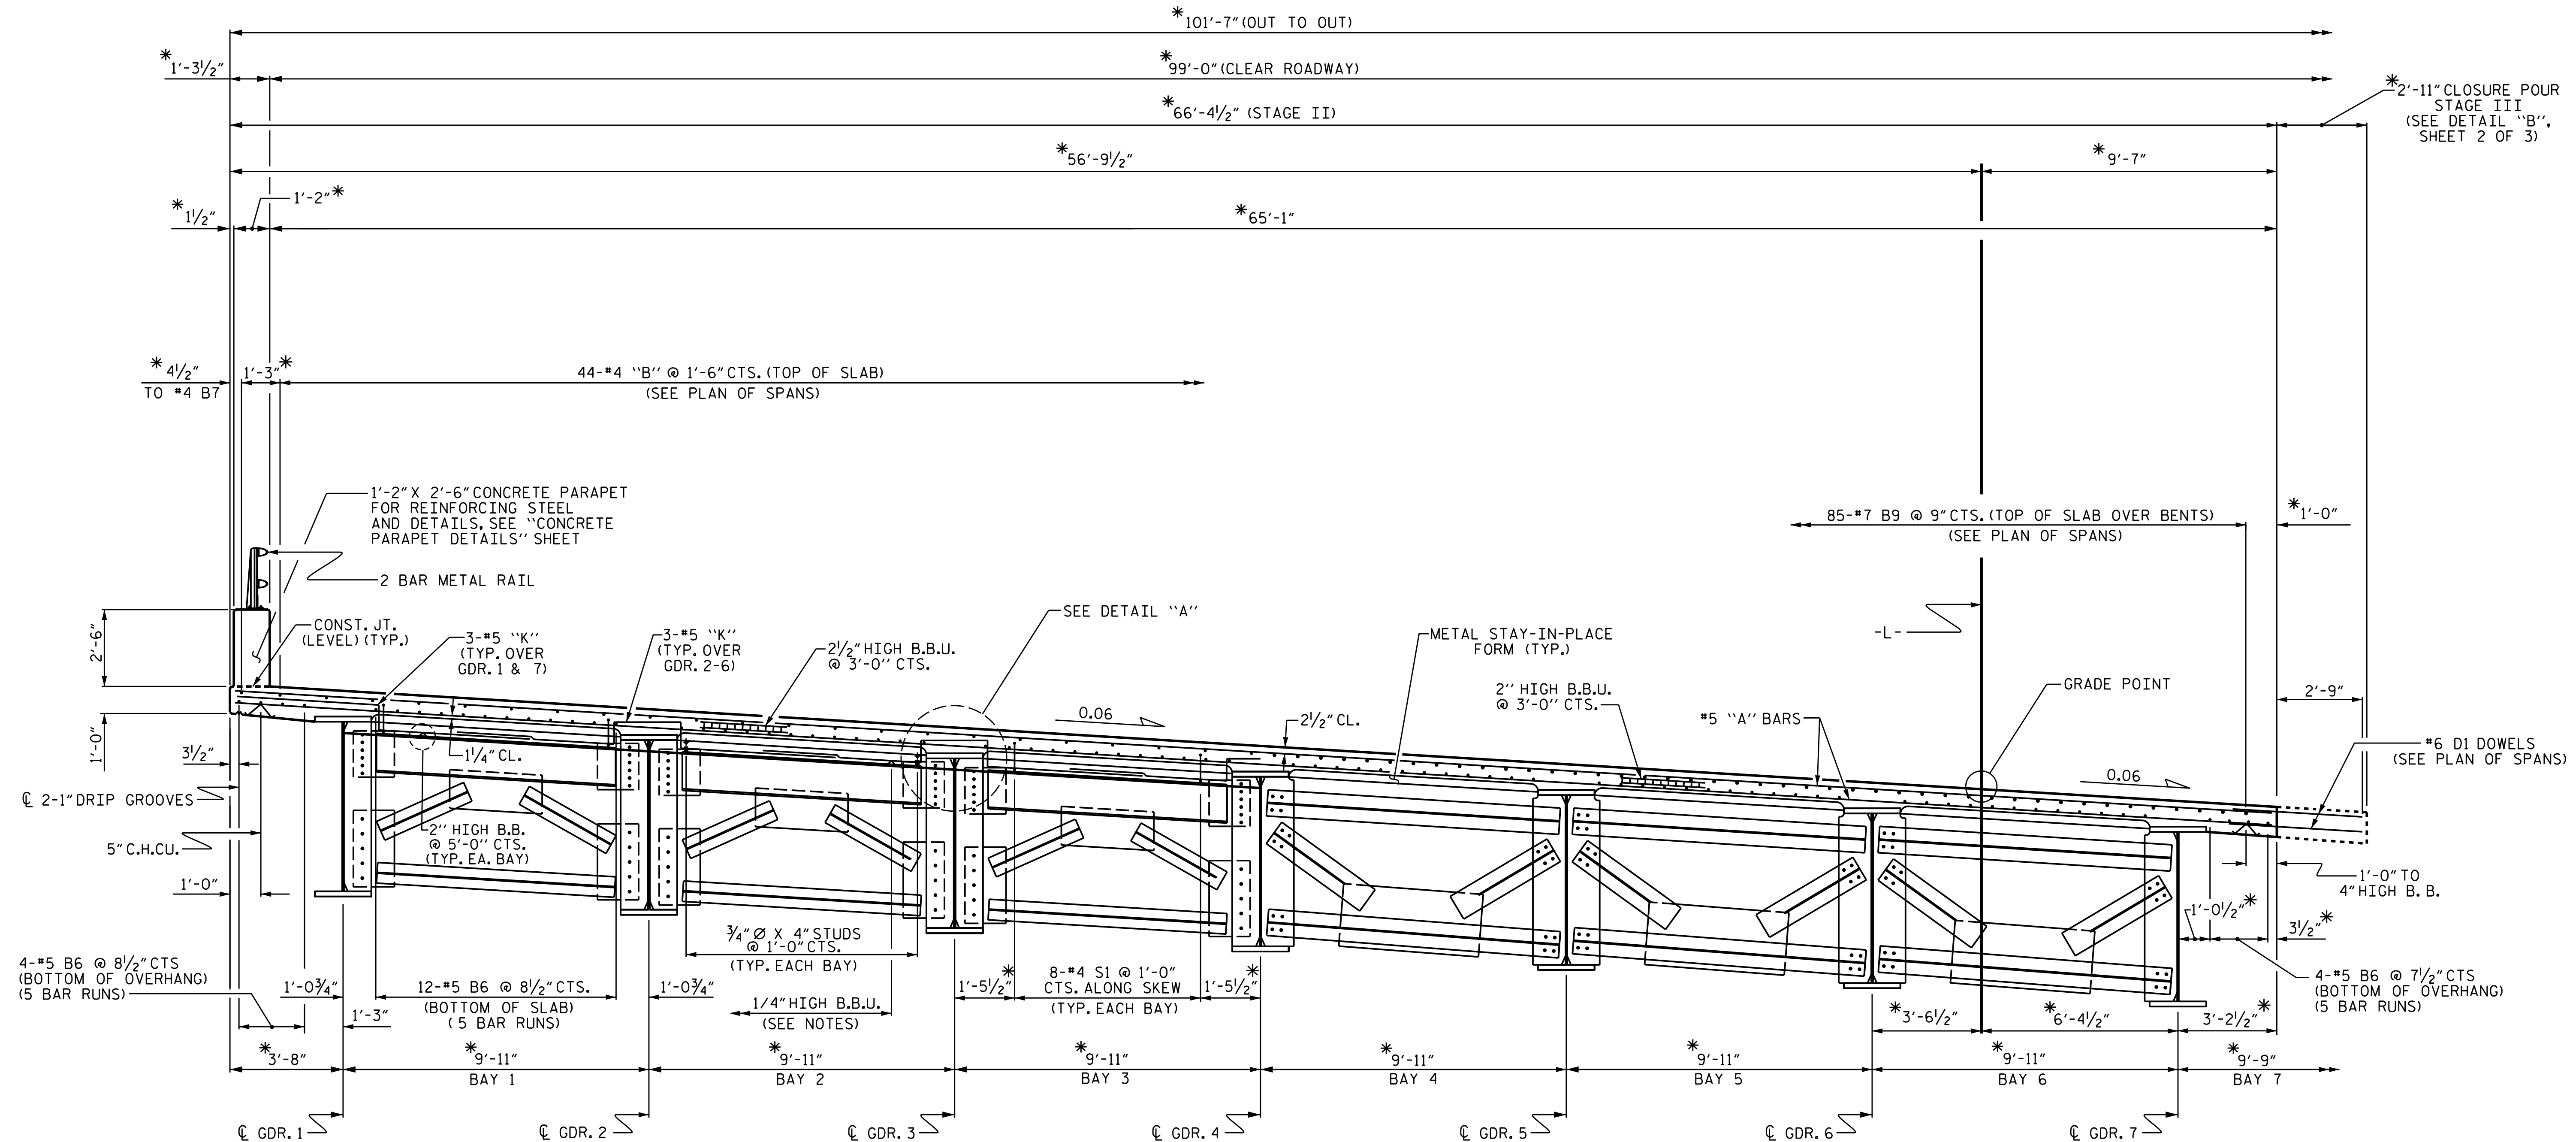 *101'-7" (OUT TO OUT)
*1'-3½"
*99'-0" (CLEAR ROADWAY)
*66'-4½" (STAGE II)
*2'-11" CLOSURE POUR
STAGE III
(SEE DETAIL ``B'',
SHEET 2 OF 3)
*56'-9½"
*9'-7"
1'-2"*
*1½"
*65'-1"
*4½"
TO #4 B7
1'-3"*
44-#4 ``B'' @ 1'-6" CTS. (TOP OF SLAB)
(SEE PLAN OF SPANS)
1'-2" X 2'-6" CONCRETE PARAPET
FOR REINFORCING STEEL
AND DETAILS, SEE ``CONCRETE
PARAPET DETAILS'' SHEET
2 BAR METAL RAIL
85-#7 B9 @ 9" CTS. (TOP OF SLAB OVER BENTS)
(SEE PLAN OF SPANS)
*1'-0"
2'-6"
CONST. JT.
(LEVEL) (TYP.)
3-#5 ``K''
(TYP. OVER
GDR. 1 & 7)
3-#5 ``K''
(TYP. OVER
GDR. 2-6)
2½" HIGH B.B.U.
@ 3'-0'' CTS.
SEE DETAIL ``A''
METAL STAY-IN-PLACE
FORM (TYP.)
-L-
2'' HIGH B.B.U.
@ 3'-0'' CTS.
GRADE POINT
2'-9"
0.06
2½" CL.
#5 ``A'' BARS
0.06
#6 D1 DOWELS
(SEE PLAN OF SPANS)
1'-0"
3½"
1¼" CL.
℄ 2-1" DRIP GROOVES
5" C.H.CU.
1'-0"
2'' HIGH B.B.
@ 5'-0'' CTS.
(TYP. EA. BAY)
1'-0" TO
4" HIGH B.B.
1'-0½"*
3½"*
4-#5 B6 @ 8½" CTS
(BOTTOM OF OVERHANG)
(5 BAR RUNS)
1'-0¾"
12-#5 B6 @ 8½" CTS.
(BOTTOM OF SLAB)
( 5 BAR RUNS)
1'-0¾"
1'-3"
¾" Ø X 4" STUDS
@ 1'-0" CTS.
(TYP. EACH BAY)
1/4" HIGH B.B.U.
(SEE NOTES)
1'-5½"*
8-#4 S1 @ 1'-0"
CTS. ALONG SKEW
(TYP. EACH BAY)
1'-5½"*
4-#5 B6 @ 7½" CTS
(BOTTOM OF OVERHANG)
(5 BAR RUNS)
*3'-6½"
*6'-4½"
3'-2½"*
*3'-8"
*9'-11"
BAY 1
*9'-11"
BAY 2
*9'-11"
BAY 3
*9'-11"
BAY 4
*9'-11"
BAY 5
*9'-11"
BAY 6
*9'-9"
BAY 7
℄ GDR. 1
℄ GDR. 2
℄ GDR. 3
℄ GDR. 4
℄ GDR. 5
℄ GDR. 6
℄ GDR. 7